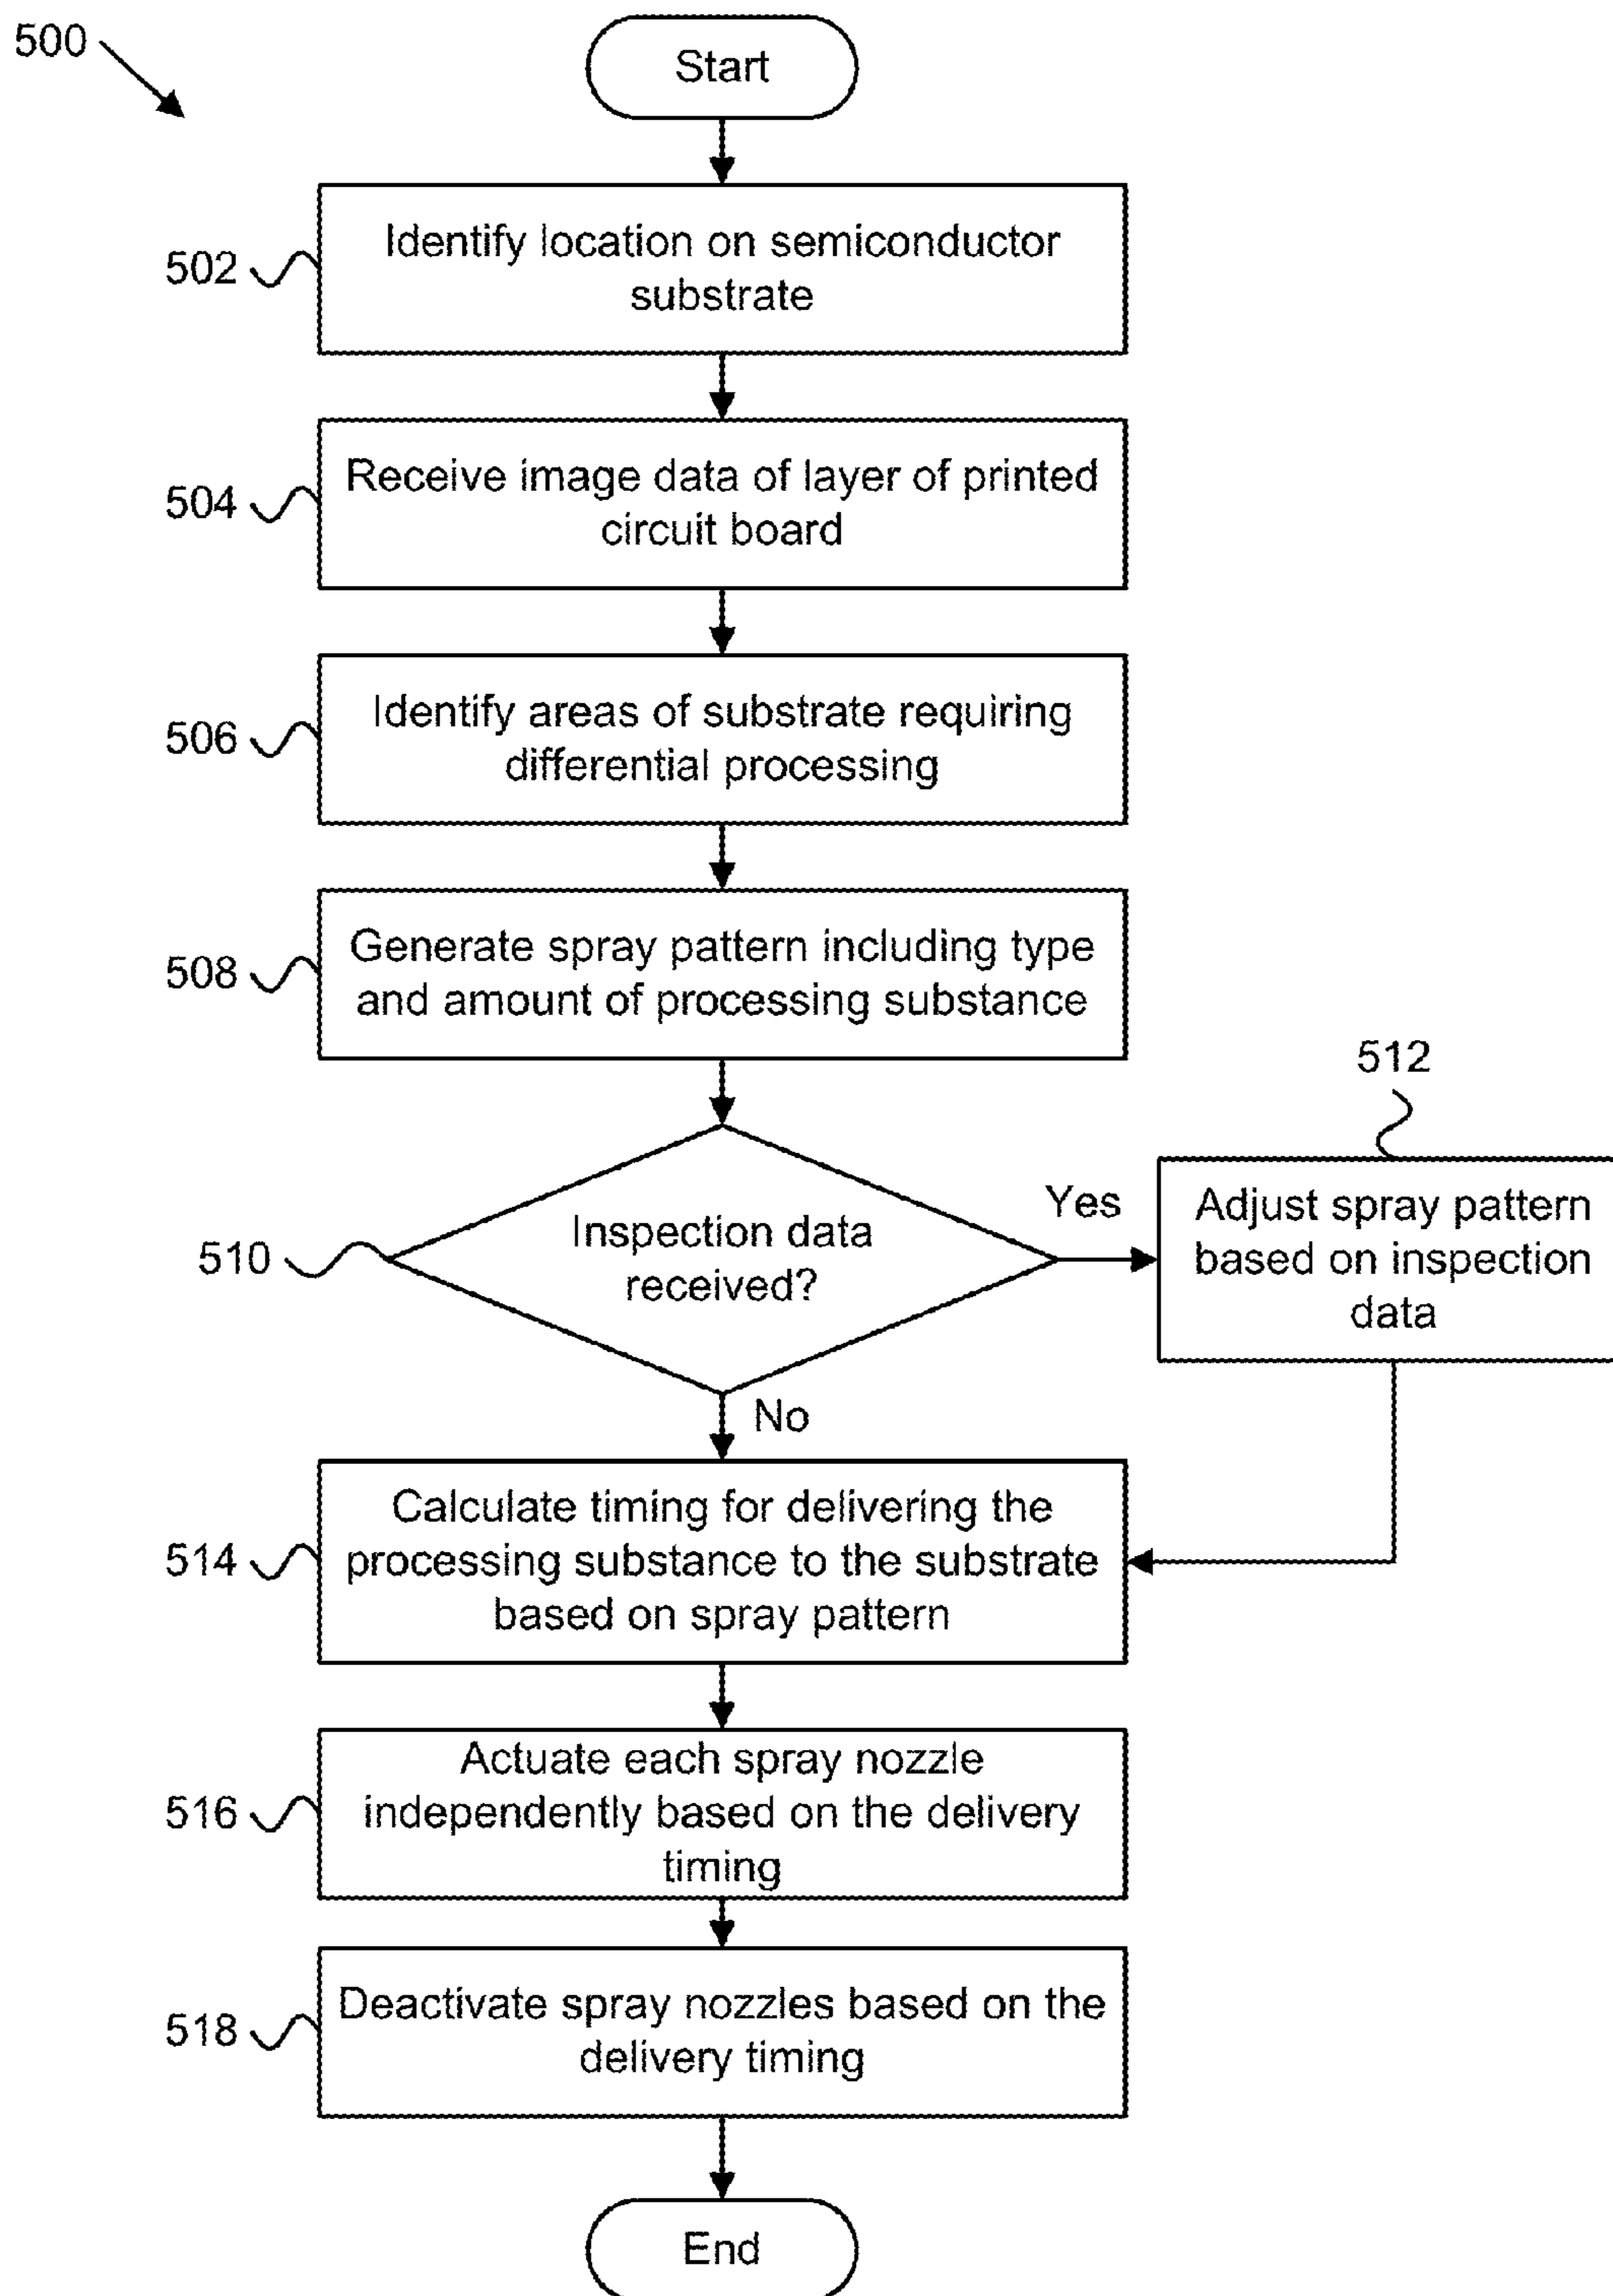 500
Start
502
Identify location on semiconductor
substrate
504
Receive image data of layer of printed
circuit board
506
Identify areas of substrate requiring
differential processing
508
Generate spray pattern including type
and amount of processing substance
510
Inspection data
received?
Yes
512
Adjust spray pattern
based on inspection
data
No
514
Calculate timing for delivering the
processing substance to the substrate
based on spray pattern
516
Actuate each spray nozzle
independently based on the delivery
timing
518
Deactivate spray nozzles based on the
delivery timing
End